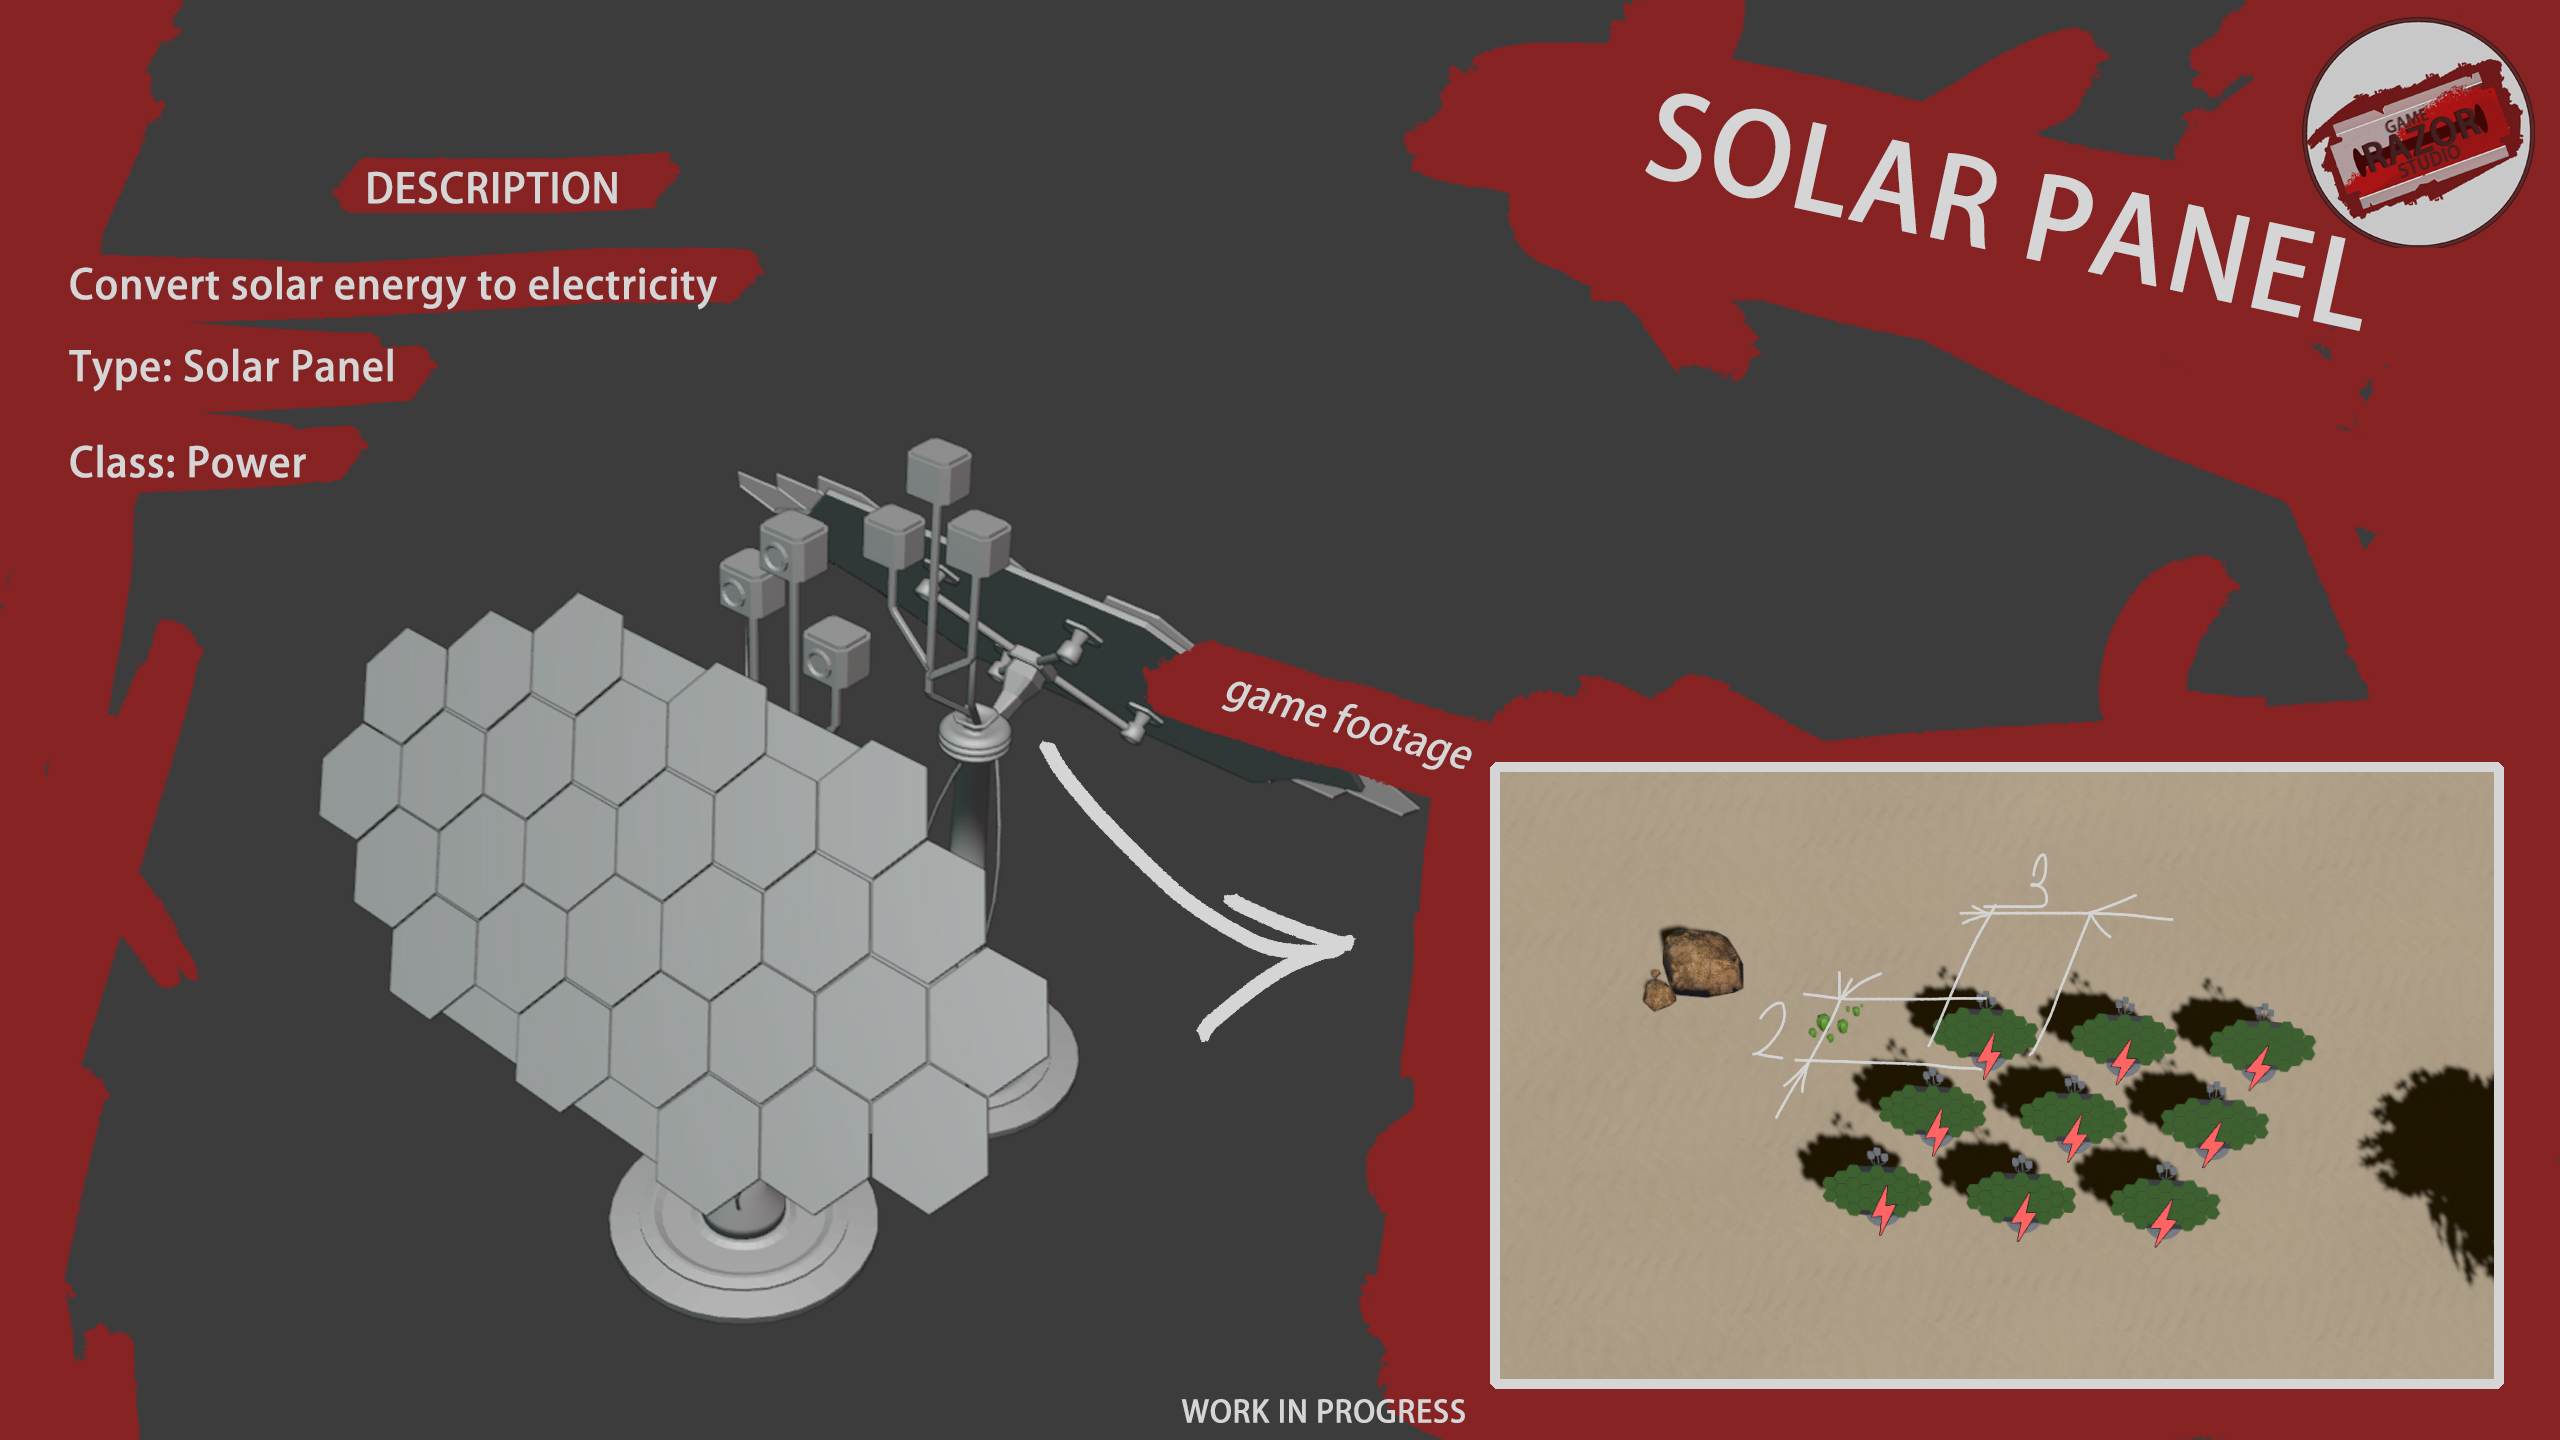 SOLAR PANEL
GAME
RAZOR
STUDIO
DESCRIPTION
Convert solar energy to electricity
Type: Solar Panel
Class: Power
game footage
3
2
WORK IN PROGRESS